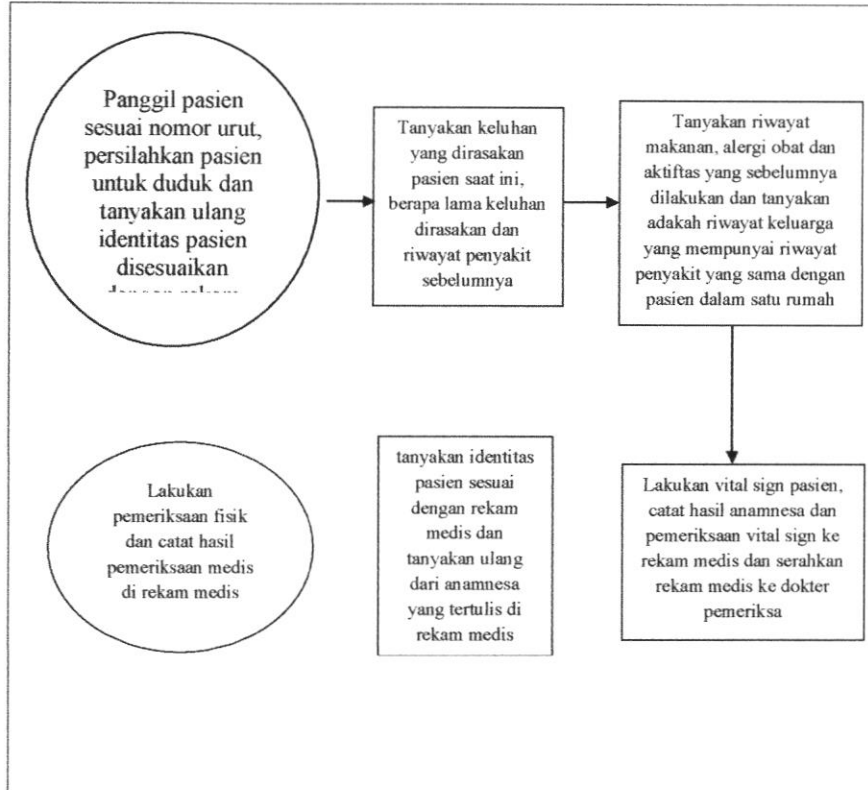 Panggil pasien
sesuai nomor urut,
persilahkan pasien
untuk duduk dan
tanyakan ulang
identitas pasien
disesuaikan
Tanyakan keluhan
yang dirasakan
pasien saat ini,
berapa lama keluhan
dirasakan dan
riwayat penyakit
sebelumnya
Tanyakan riwayat
makanan, alergi obat dan
aktiftas yang sebelumnya
dilakukan dan tanyakan
adakah riwayat keluarga
yang mempunyai riwayat
penyakit yang sama dengan
pasien dalam satu rumah
Lakukan
pemeriksaan fisik
dan catat hasil
pemeriksaan medis
di rekam medis
tanyakan identitas
pasien sesuai
dengan rekam
medis dan
tanyakan ulang
dari anamnesa
yang tertulis di
rekam medis
Lakukan vital sign pasien,
catat hasil anamnesa dan
pemeriksaan vital sign ke
rekam medis dan serahkan
rekam medis ke dokter
pemeriksa